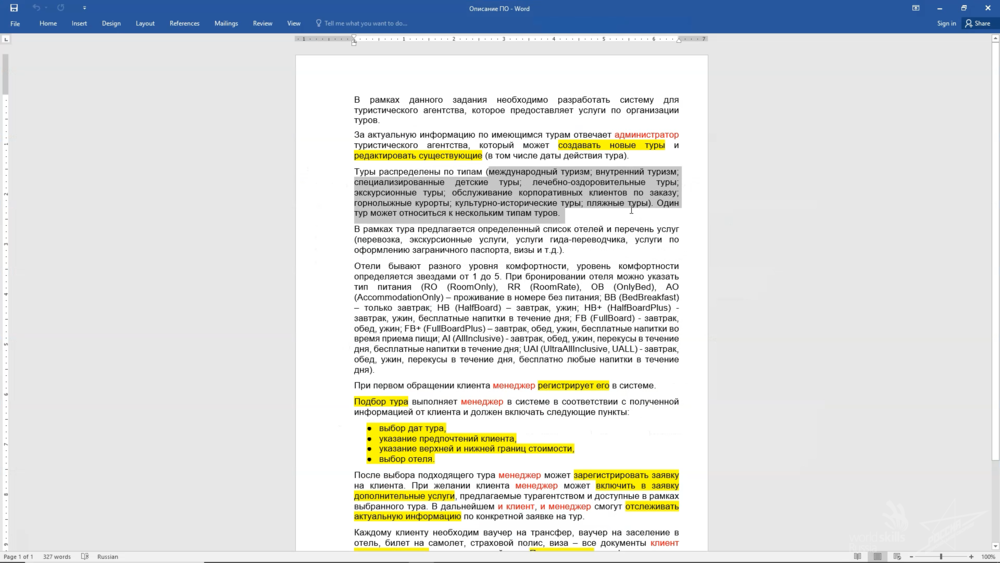 Описание ПО - Word
File Home Insert Design Layout References Mailings Review View Tell me what you want to do... Sign in Share
В рамках данного задания необходимо разработать систему для
туристического агентства, которое предоставляет услуги по организации
туров.
За актуальную информацию по имеющимся турам отвечает администратор
туристического агентства, который может создавать новые туры и
редактировать существующие (в том числе даты действия тура).
Туры распределены по типам (международный туризм; внутренний туризм;
специализированные детские туры; лечебно-оздоровительные туры;
экскурсионные туры; обслуживание корпоративных клиентов по заказу;
горнолыжные курорты; культурно-исторические туры; пляжные туры). Один
тур может относиться к нескольким типам туров.
В рамках тура предлагается определенный список отелей и перечень услуг
(перевозка, экскурсионные услуги, услуги гида-переводчика, услуги по
оформлению заграничного паспорта, визы и т.д.).
Отели бывают разного уровня комфортности, уровень комфортности
определяется звездами от 1 до 5. При бронировании отеля можно указать
тип питания (RO (RoomOnly), RR (RoomRate), OB (OnlyBed), AO
(AccommodationOnly) – проживание в номере без питания; BB (BedBreakfast)
– только завтрак; HB (HalfBoard) – завтрак, ужин; HB+ (HalfBoardPlus) -
завтрак, ужин, бесплатные напитки в течение дня; FB (FullBoard) - завтрак,
обед, ужин; FB+ (FullBoardPlus) – завтрак, обед, ужин, бесплатные напитки во
время приема пищи; AI (AllInclusive) - завтрак, обед, ужин, перекусы в течение
дня, бесплатные напитки в течение дня; UAI (UltraAllInclusive, UALL) - завтрак,
обед, ужин, перекусы в течение дня, бесплатно любые напитки в течение
дня).
При первом обращении клиента менеджер регистрирует его в системе.
Подбор тура выполняет менеджер в системе в соответствии с полученной
информацией от клиента и должен включать следующие пункты:
● выбор дат тура,
● указание предпочтений клиента,
● указание верхней и нижней границ стоимости,
● выбор отеля.
После выбора подходящего тура менеджер может зарегистрировать заявку
на клиента. При желании клиента менеджер может включить в заявку
дополнительные услуги, предлагаемые турагентством и доступные в рамках
выбранного тура. В дальнейшем и клиент, и менеджер смогут отслеживать
актуальную информацию по конкретной заявке на тур.
Каждому клиенту необходим ваучер на трансфер, ваучер на заселение в
отель, билет на самолет, страховой полис, виза – все документы клиент
Page 1 of 1 327 words Russian 100%